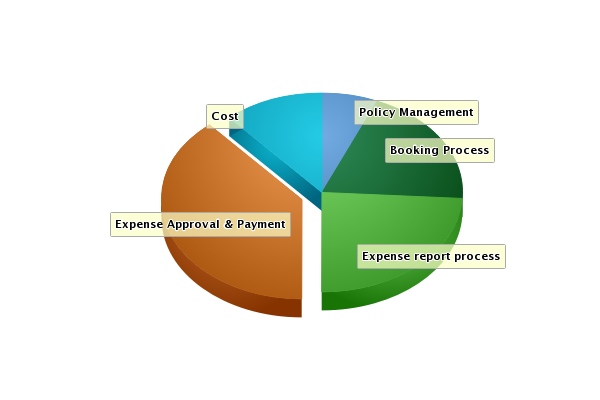 Policy Management
Cost
Booking Process
Expense Approval & Payment
Expense report process